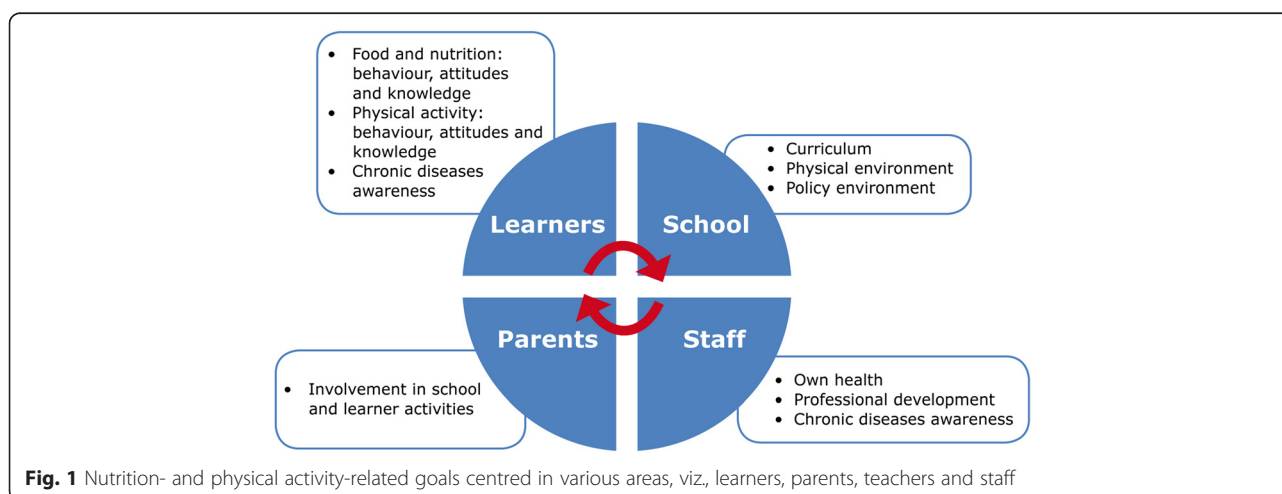 • Food and nutrition:
behaviour, attitudes
and knowledge
• Physical activity:
behaviour, attitudes and
knowledge
• Chronic diseases
awareness
• Curriculum
• Physical environment
• Policy environment
Learners
School
Parents
Staff
• Involvement in school
and learner activities
• Own health
• Professional development
• Chronic diseases awareness
Fig. 1 Nutrition- and physical activity-related goals centred in various areas, viz., learners, parents, teachers and staff